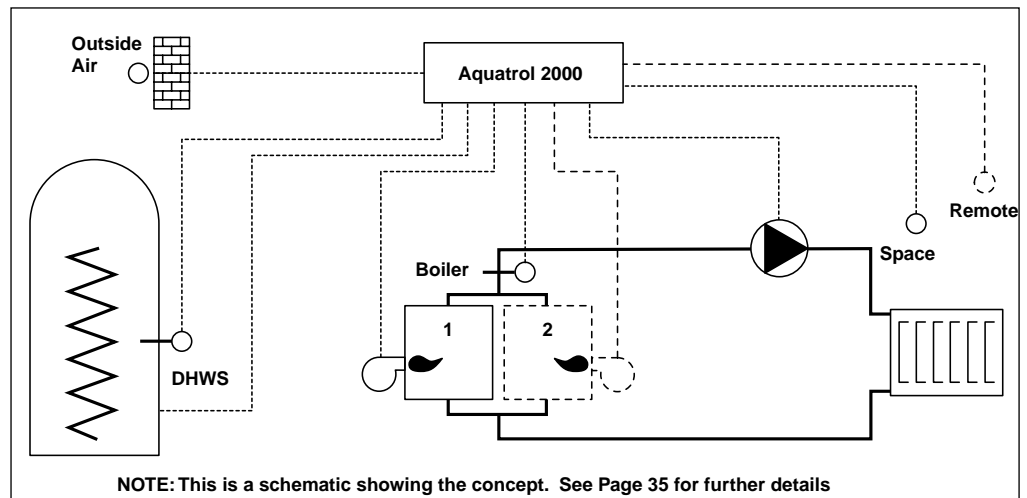 Outside
Air
Aquatrol 2000
Remote
Space
Boiler
1
2
DHWS
NOTE: This is a schematic showing the concept. See Page 35 for further details